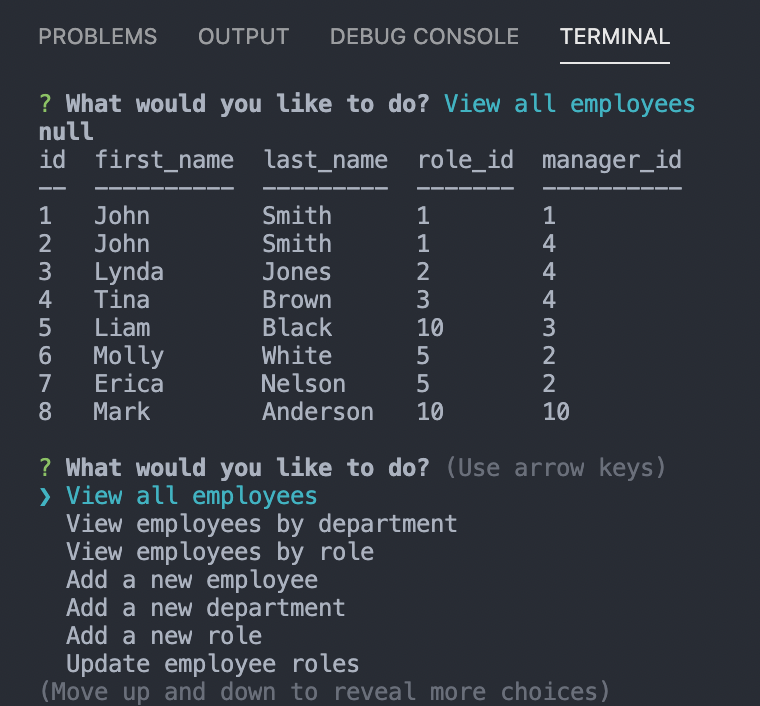 PROBLEMS OUTPUT DEBUG CONSOLE TERMINAL
? What would you like to do? View all employees
null
id  first_name  last_name  role_id  manager_id
--  ----------  ---------  -------  ----------
1   John        Smith      1        1
2   John        Smith      1        4
3   Lynda       Jones      2        4
4   Tina        Brown      3        4
5   Liam        Black      10       3
6   Molly       White      5        2
7   Erica       Nelson     5        2
8   Mark        Anderson   10       10
? What would you like to do? (Use arrow keys)
❯ View all employees
  View employees by department
  View employees by role
  Add a new employee
  Add a new department
  Add a new role
  Update employee roles
(Move up and down to reveal more choices)